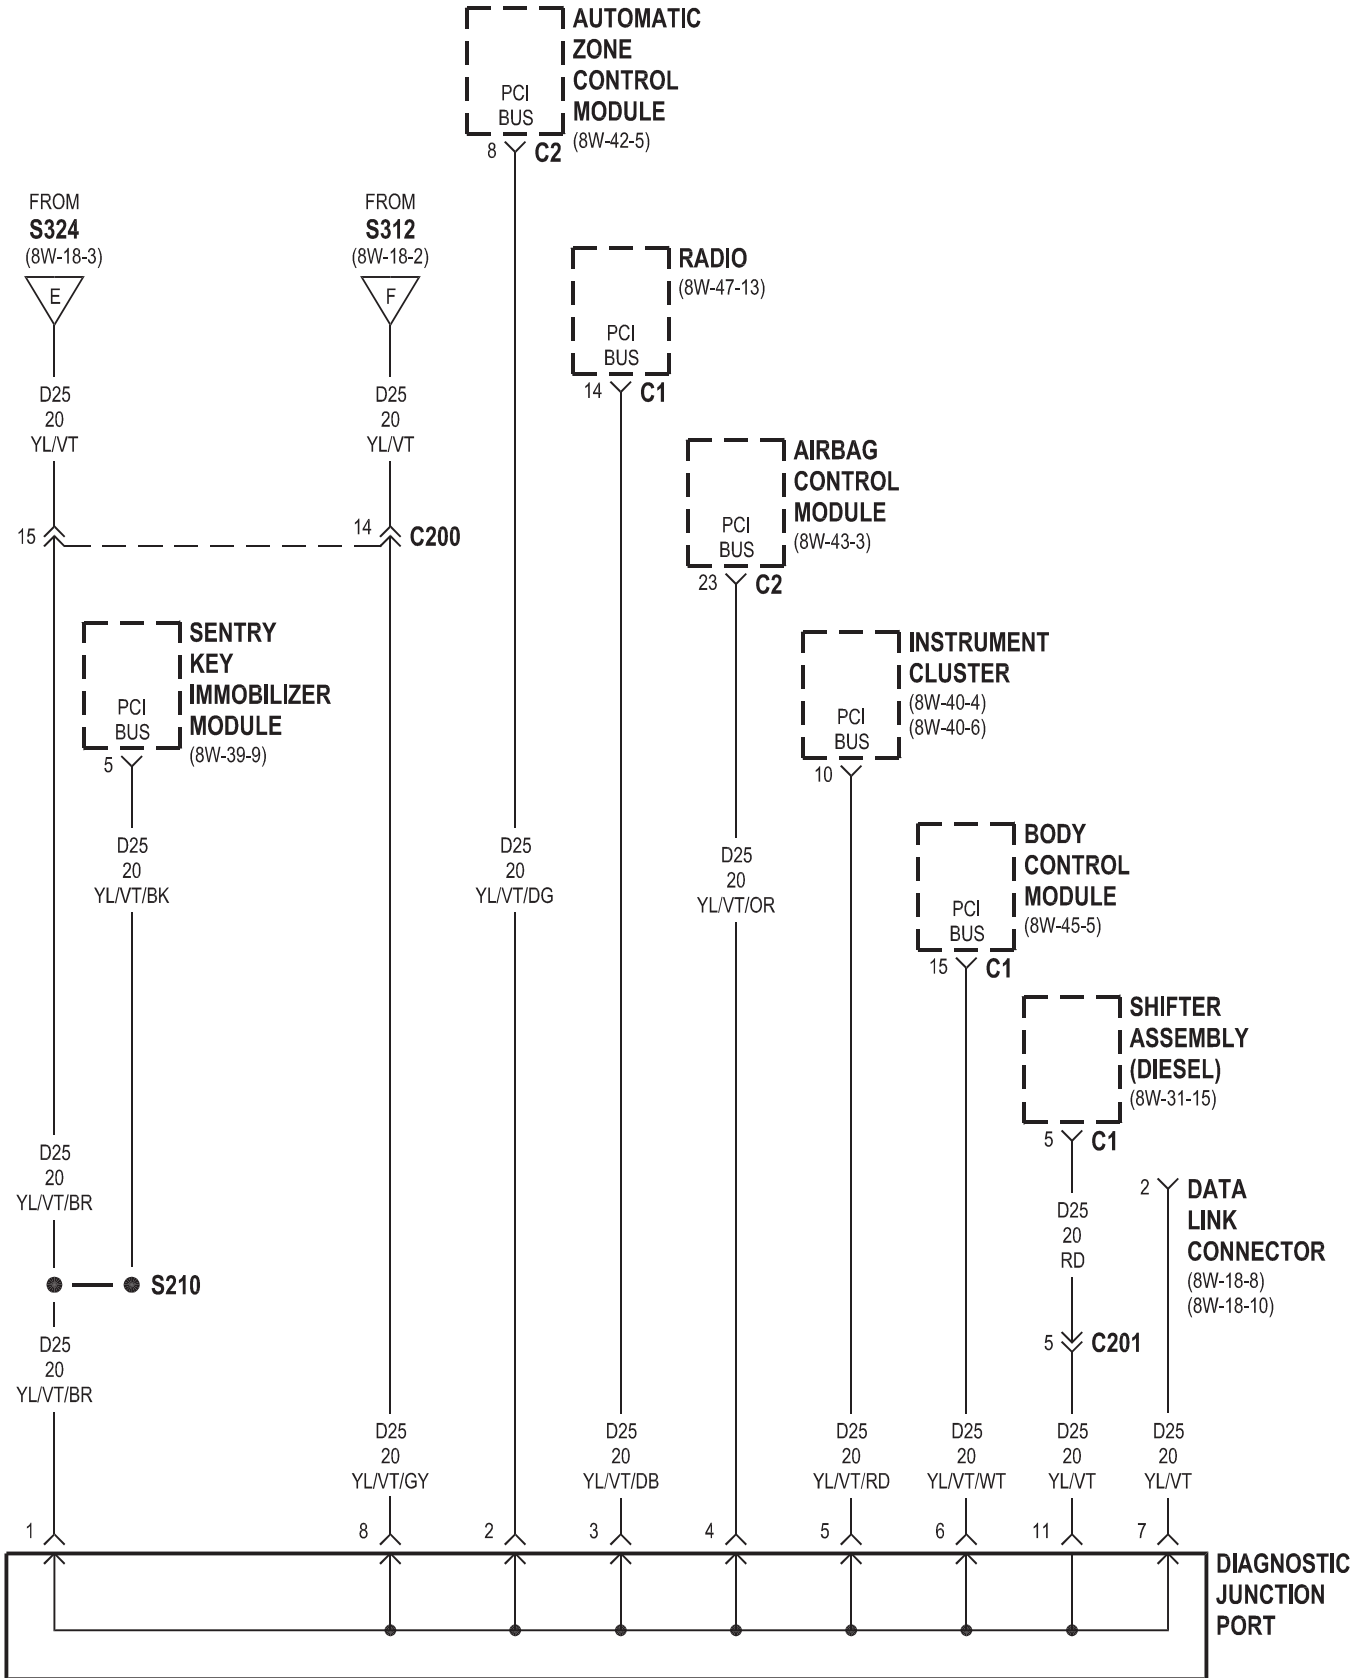 AUTOMATIC
ZONE
CONTROL
MODULE
(8W-42-5)
PCI
BUS
8
C2
FROM
S324
(8W-18-3)
E
FROM
S312
(8W-18-2)
F
RADIO
(8W-47-13)
PCI
BUS
14
C1
D25
20
YL/VT
D25
20
YL/VT
AIRBAG
CONTROL
MODULE
(8W-43-3)
PCI
BUS
23
C2
15
14
C200
SENTRY
KEY
IMMOBILIZER
MODULE
(8W-39-9)
PCI
BUS
5
INSTRUMENT
CLUSTER
(8W-40-4)
(8W-40-6)
PCI
BUS
10
D25
20
YL/VT/BK
D25
20
YL/VT/DG
D25
20
YL/VT/OR
BODY
CONTROL
MODULE
(8W-45-5)
PCI
BUS
15
C1
SHIFTER
ASSEMBLY
(DIESEL)
(8W-31-15)
5
C1
D25
20
YL/VT/BR
D25
20
RD
2
DATA
LINK
CONNECTOR
(8W-18-8)
(8W-18-10)
S210
5
C201
D25
20
YL/VT/BR
D25
20
YL/VT/GY
D25
20
YL/VT/DB
D25
20
YL/VT/RD
D25
20
YL/VT/WT
D25
20
YL/VT
D25
20
YL/VT
1
8
2
3
4
5
6
11
7
DIAGNOSTIC
JUNCTION
PORT